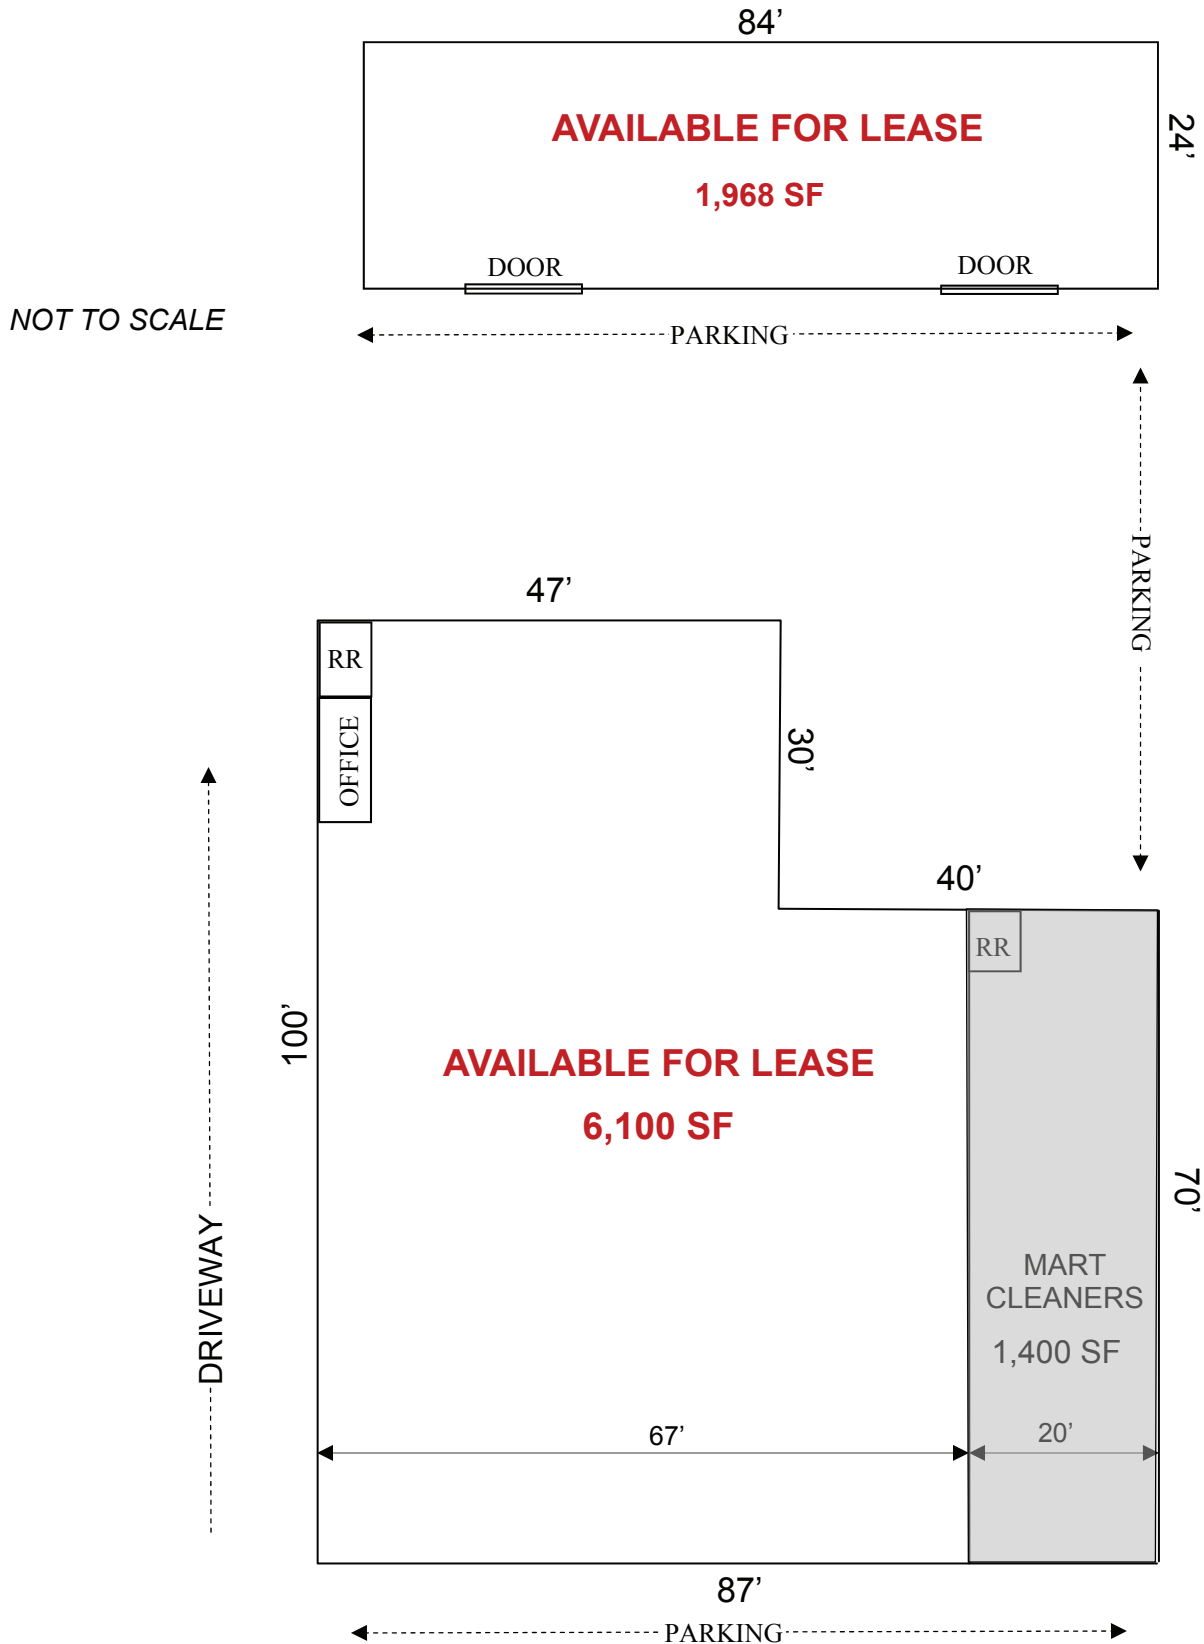 84’
AVAILABLE FOR LEASE
24’
1,968 SF
DOOR
DOOR
NOT TO SCALE
PARKING
PARKING
47’
RR
OFFICE
30’
40’
RR
100’
AVAILABLE FOR LEASE
6,100 SF
70’
DRIVEWAY
MART
CLEANERS
1,400 SF
67’
20’
87’
PARKING